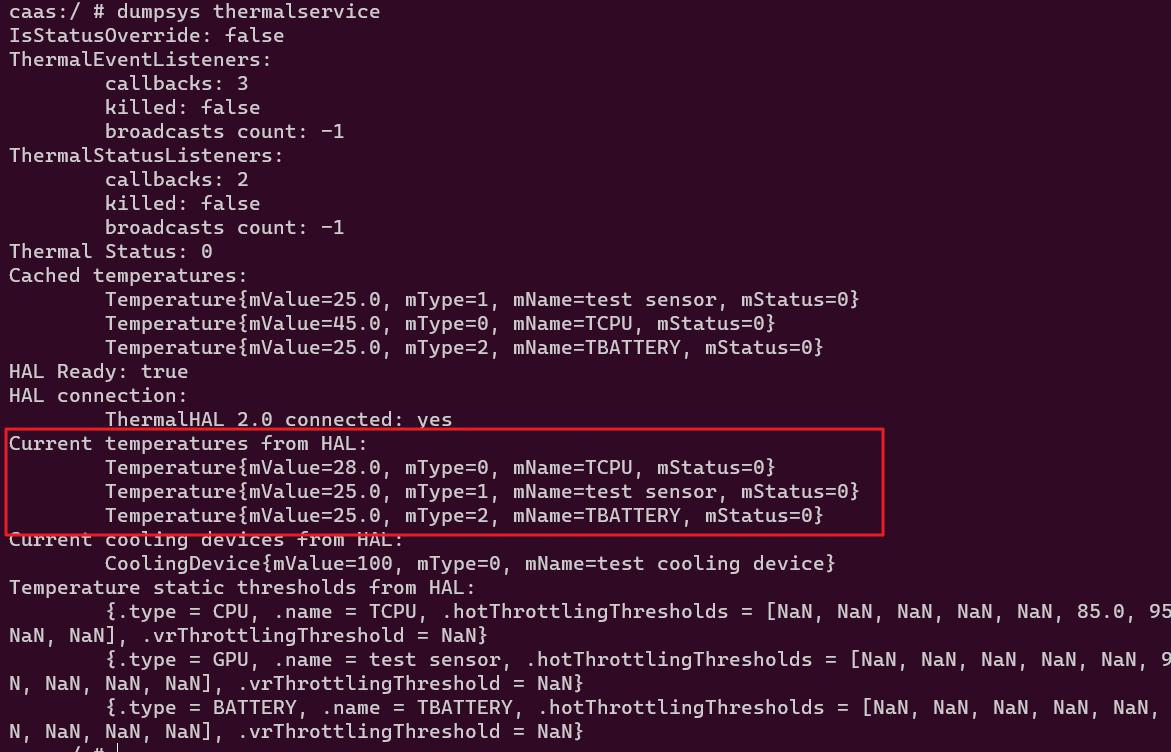 caas:/ # dumpsys thermalservice
IsStatusOverride: false
ThermalEventListeners:
        callbacks: 3
        killed: false
        broadcasts count: -1
ThermalStatusListeners:
        callbacks: 2
        killed: false
        broadcasts count: -1
Thermal Status: 0
Cached temperatures:
        Temperature{mValue=25.0, mType=1, mName=test sensor, mStatus=0}
        Temperature{mValue=45.0, mType=0, mName=TCPU, mStatus=0}
        Temperature{mValue=25.0, mType=2, mName=TBATTERY, mStatus=0}
HAL Ready: true
HAL connection:
        ThermalHAL 2.0 connected: yes
Current temperatures from HAL:
        Temperature{mValue=28.0, mType=0, mName=TCPU, mStatus=0}
        Temperature{mValue=25.0, mType=1, mName=test sensor, mStatus=0}
        Temperature{mValue=25.0, mType=2, mName=TBATTERY, mStatus=0}
Current cooling devices from HAL:
        CoolingDevice{mValue=100, mType=0, mName=test cooling device}
Temperature static thresholds from HAL:
        {.type = CPU, .name = TCPU, .hotThrottlingThresholds = [NaN, NaN, NaN, NaN, NaN, 85.0, 95
NaN, NaN], .vrThrottlingThreshold = NaN}
        {.type = GPU, .name = test sensor, .hotThrottlingThresholds = [NaN, NaN, NaN, NaN, NaN, 9
N, NaN, NaN, NaN], .vrThrottlingThreshold = NaN}
        {.type = BATTERY, .name = TBATTERY, .hotThrottlingThresholds = [NaN, NaN, NaN, NaN, NaN,
N, NaN, NaN, NaN], .vrThrottlingThreshold = NaN}